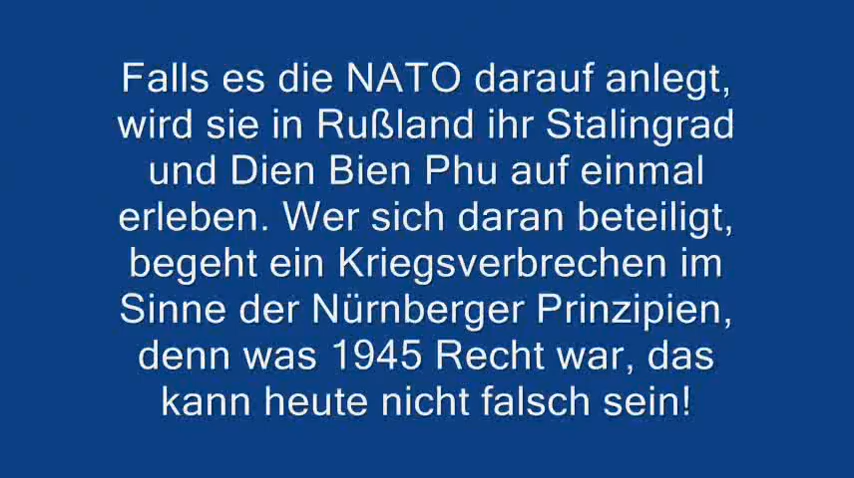 Falls es die NATO darauf anlegt,
wird sie in Rußland ihr Stalingrad
und Dien Bien Phu auf einmal
erleben. Wer sich daran beteiligt,
begeht ein Kriegsverbrechen im
Sinne der Nürnberger Prinzipien,
denn was 1945 Recht war, das
kann heute nicht falsch sein!